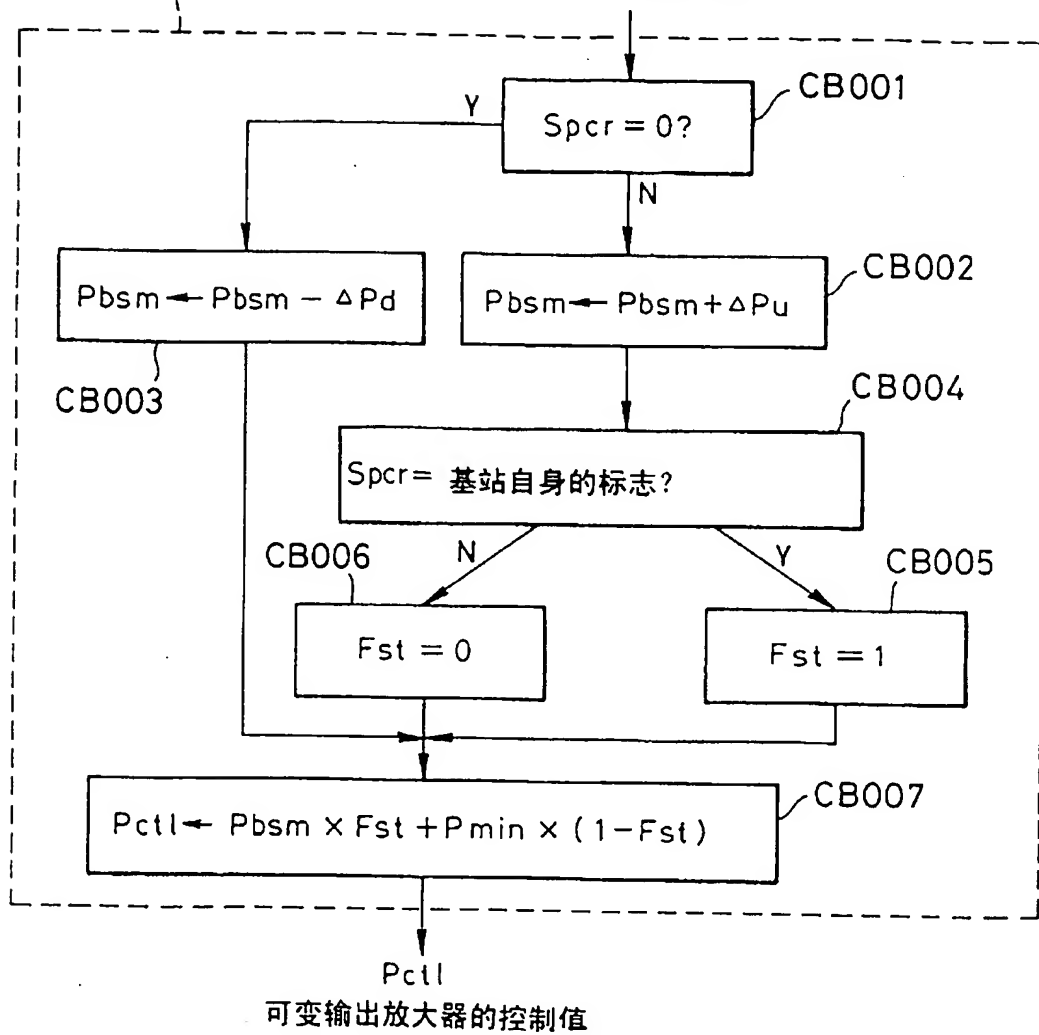 CB001
Y
Spcr = 0?
N
CB002
Pbsm ← Pbsm - ΔPd
Pbsm ← Pbsm + ΔPu
CB003
CB004
Spcr = 基站自身的标志?
CB006
N
Y
CB005
Fst = 0
Fst = 1
CB007
Pctl ← Pbsm × Fst + Pmin × (1-Fst)
Pctl
可变输出放大器的控制值